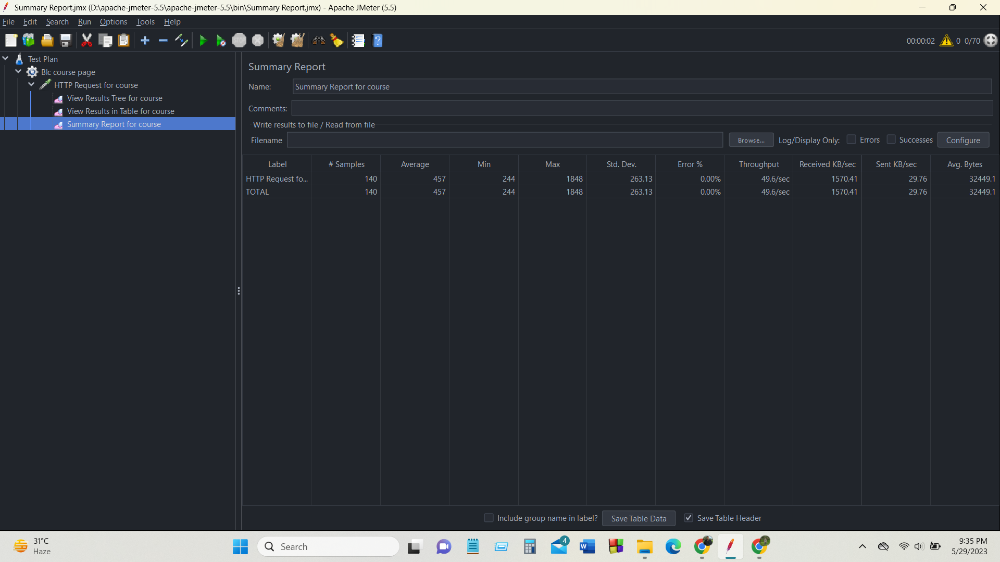 Summary Report.jmx (D:\apache-jmeter-5.5\apache-jmeter-5.5\bin\Summary Report.jmx) - Apache JMeter (5.5)
File Edit Search Run Options Tools Help
STOP
00:00:02 0 0/70
Test Plan
Blc course page
HTTP Request for course
View Results Tree for course
View Results in Table for course
Summary Report for course
Summary Report
Name: Summary Report for course
Comments:
Write results to file / Read from file
Filename Browse... Log/Display Only: Errors Successes Configure
Label # Samples Average Min Max Std. Dev. Error % Throughput Received KB/sec Sent KB/sec Avg. Bytes
HTTP Request fo... 140 457 244 1848 263.13 0.00% 49.6/sec 1570.41 29.76 32449.1
TOTAL 140 457 244 1848 263.13 0.00% 49.6/sec 1570.41 29.76 32449.1
Include group name in label? Save Table Data Save Table Header
31°C
Haze
Search
4
W
9:35 PM
5/29/2023